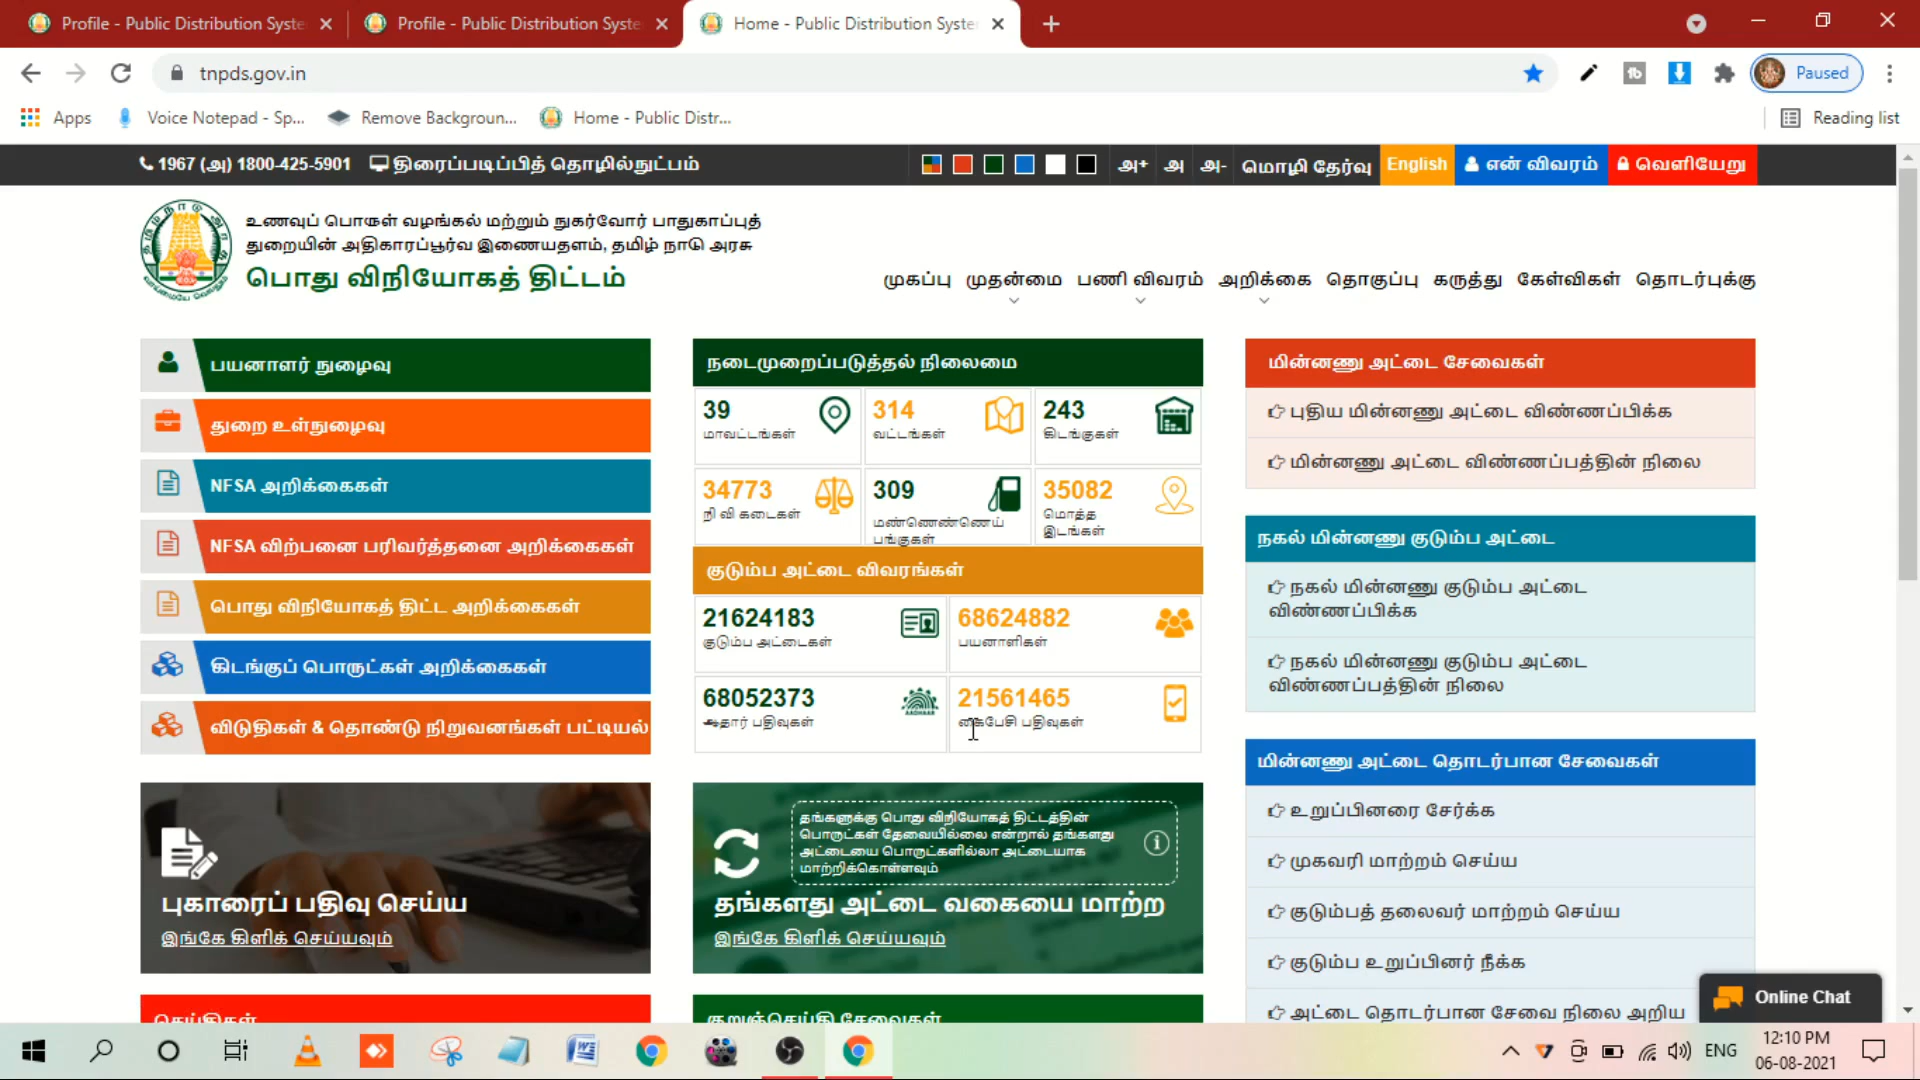 Profile - Public Distribution Syste
Profile - Public Distribution Syste
Home - Public Distribution Syste
tnpds.gov.in
Paused
Apps
Voice Notepad - Sp...
Remove Backgroun...
Home - Public Distr...
Reading list
1967 (அ) 1800-425-5901
திரைப்படிப்பித் தொழில்நுட்பம்
அ+ அ அ- மொழி தேர்வு English என் விவரம் வெளியேறு
உணவுப் பொருள் வழங்கல் மற்றும் நுகர்வோர் பாதுகாப்புத்
துறையின் அதிகாரப்பூர்வ இணையதளம், தமிழ் நாடு அரசு
பொது விநியோகத் திட்டம்
முகப்பு முதன்மை பணி விவரம் அறிக்கை தொகுப்பு கருத்து கேள்விகள் தொடர்புக்கு
பயனாளர் நுழைவு
துறை உள்நுழைவு
NFSA அறிக்கைகள்
NFSA விற்பனை பரிவர்த்தனை அறிக்கைகள்
பொது விநியோகத் திட்ட அறிக்கைகள்
கிடங்குப் பொருட்கள் அறிக்கைகள்
விடுதிகள் & தொண்டு நிறுவனங்கள் பட்டியல்
நடைமுறைப்படுத்தல் நிலைமை
39
மாவட்டங்கள்
314
வட்டங்கள்
243
கிடங்குகள்
34773
நி வி கடைகள்
309
மண்ணெண்ணெய்
பங்குகள்
35082
மொத்த
இடங்கள்
குடும்ப அட்டை விவரங்கள்
21624183
குடும்ப அட்டைகள்
68624882
பயனாளிகள்
68052373
ஆதார் பதிவுகள்
AADHAAR
21561465
கைபேசி பதிவுகள்
மின்னணு அட்டை சேவைகள்
புதிய மின்னணு அட்டை விண்ணப்பிக்க
மின்னணு அட்டை விண்ணப்பத்தின் நிலை
நகல் மின்னணு குடும்ப அட்டை
நகல் மின்னணு குடும்ப அட்டை
விண்ணப்பிக்க
நகல் மின்னணு குடும்ப அட்டை
விண்ணப்பத்தின் நிலை
மின்னணு அட்டை தொடர்பான சேவைகள்
உறுப்பினரை சேர்க்க
முகவரி மாற்றம் செய்ய
குடும்பத் தலைவர் மாற்றம் செய்ய
குடும்ப உறுப்பினர் நீக்க
அட்டை தொடர்பான சேவை நிலை அறிய
புகாரைப் பதிவு செய்ய
இங்கே கிளிக் செய்யவும்
தங்களுக்கு பொது விநியோகத் திட்டத்தின்
பொருட்கள் தேவையில்லை என்றால் தங்களது
அட்டையை பொருட்களில்லா அட்டையாக
மாற்றிக்கொள்ளவும்
தங்களது அட்டை வகையை மாற்ற
இங்கே கிளிக் செய்யவும்
செய்திகள்
குறுஞ்செய்தி சேவைகள்
Online Chat
ENG
12:10 PM
06-08-2021